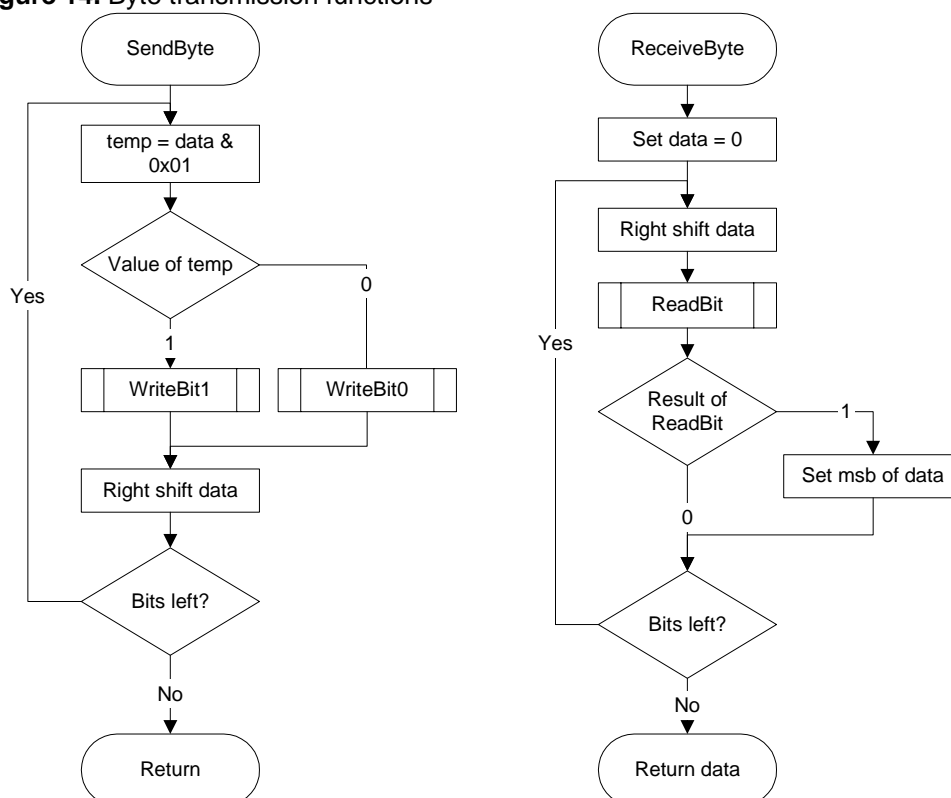 gure 14. Byte transmission functions
SendByte
temp = data &
0x01
Value of temp
Yes
0
1
WriteBit1
WriteBit0
Right shift data
Bits left?
No
Return
ReceiveByte
Set data = 0
Right shift data
ReadBit
Yes
Result of
ReadBit
1
Set msb of data
0
Bits left?
No
Return data